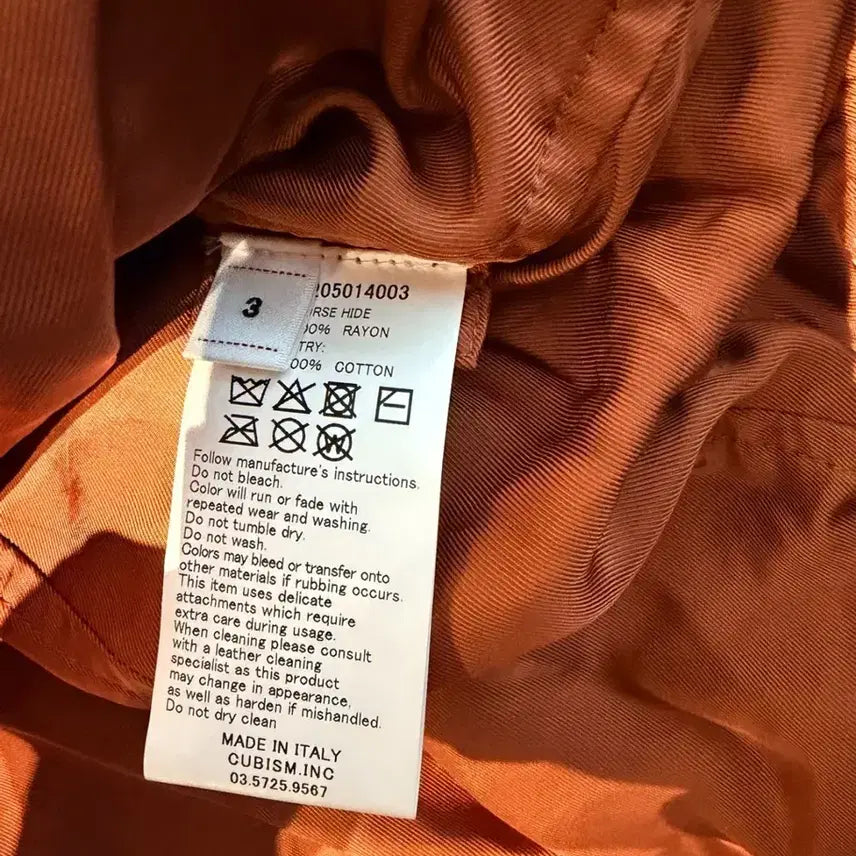 3
205014003
RSE HIDE
00% RAYON
TRY:
00% COTTON
W
Follow manufacture's instructions.
Do not bleach.
Color will run or fade with
repeated wear and washing.
Do not tumble dry.
Do not wash.
Colors may bleed or transfer onto
other materials if rubbing occurs.
This item uses delicate
attachments which require
extra care during usage.
When cleaning please consult
with a leather cleaning
specialist as this product
may change in appearance,
as well as harden if mishandled.
Do not dry clean
MADE IN ITALY
CUBISM.INC
03.5725.9567